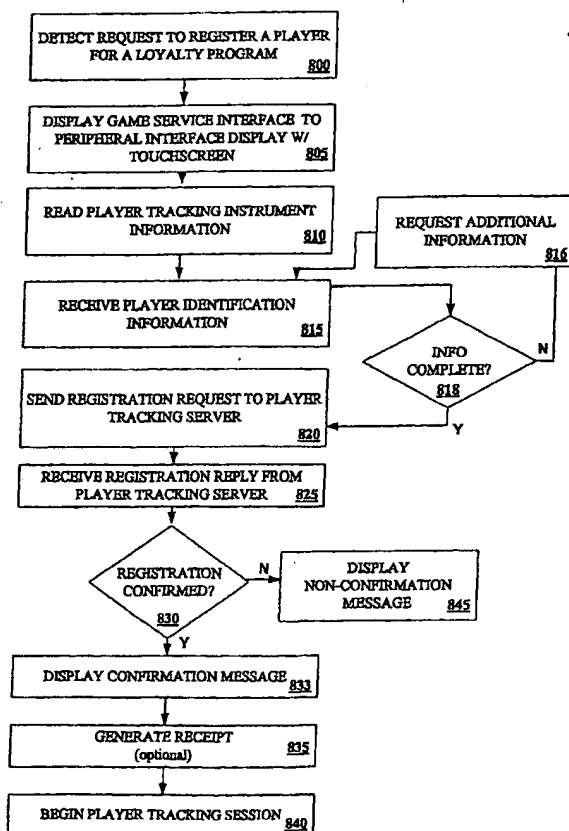 DETECT REQUEST TO REGISTER A PLAYER
FOR A LOYALTY PROGRAM
800
DISPLAY GAME SERVICE INTERFACE TO
PERIPHERAL INTERFACE DISPLAY W/
TOUCHSCREEN
805
READ PLAYER TRACKING INSTRUMENT
INFORMATION
810
REQUEST ADDITIONAL
INFORMATION
816
RECEIVE PLAYER IDENTIFICATION
INFORMATION
815
INFO
COMPLETE?
818
N
Y
SEND REGISTRATION REQUEST TO PLAYER
TRACKING SERVER
820
RECEIVE REGISTRATION REPLY FROM
PLAYER TRACKING SERVER
825
REGISTRATION
CONFIRMED?
830
N
Y
DISPLAY
NON-CONFIRMATION
MESSAGE
845
DISPLAY CONFIRMATION MESSAGE
833
GENERATE RECEIPT
(optional)
835
BEGIN PLAYER TRACKING SESSION
840